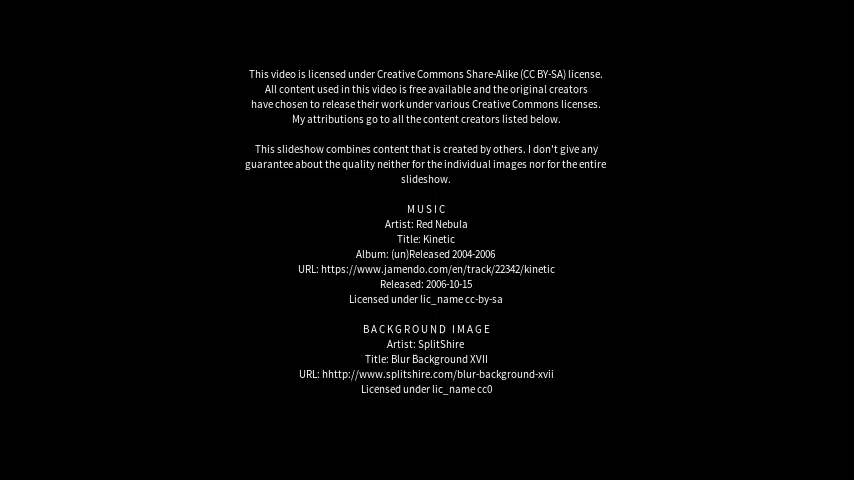 This video is licensed under Creative Commons Share-Alike (CC BY-SA) license.
All content used in this video is free available and the original creators
have chosen to release their work under various Creative Commons licenses.
My attributions go to all the content creators listed below.
This slideshow combines content that is created by others. I don't give any
guarantee about the quality neither for the individual images nor for the entire
slideshow.
MUSIC
Artist: Red Nebula
Title: Kinetic
Album: (un)Released 2004-2006
URL: https://www.jamendo.com/en/track/22342/kinetic
Released: 2006-10-15
Licensed under lic_name cc-by-sa
BACKGROUND IMAGE
Artist: SplitShire
Title: Blur Background XVII
URL: hhttp://www.splitshire.com/blur-background-xvii
Licensed under lic_name cc0